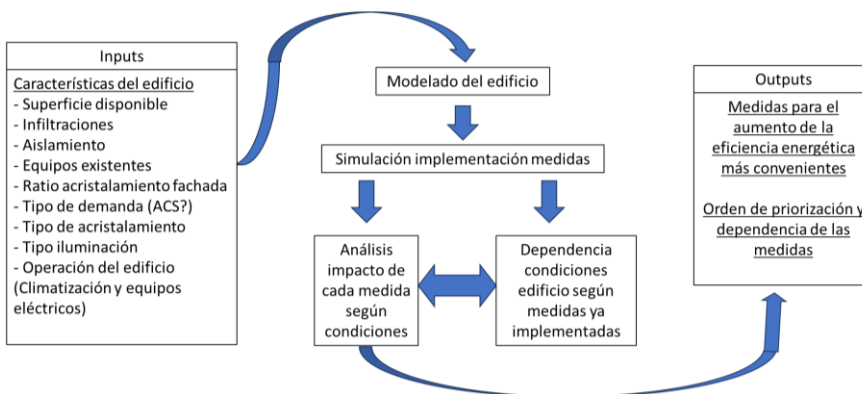 Inputs
Características del edificio
- Superficie disponible
- Infiltraciones
- Aislamiento
- Equipos existentes
- Ratio acristalamiento fachada
- Tipo de demanda (ACS?)
- Tipo de acristalamiento
- Tipo iluminación
- Operación del edificio
(Climatización y equipos
eléctricos)
Modelado del edificio
Simulación implementación medidas
Análisis
impacto de
cada medida
según
condiciones
Dependencia
condiciones
edificio según
medidas ya
implementadas
Outputs
Medidas para el
aumento de la
eficiencia energética
más convenientes
Orden de priorización y
dependencia de las
medidas